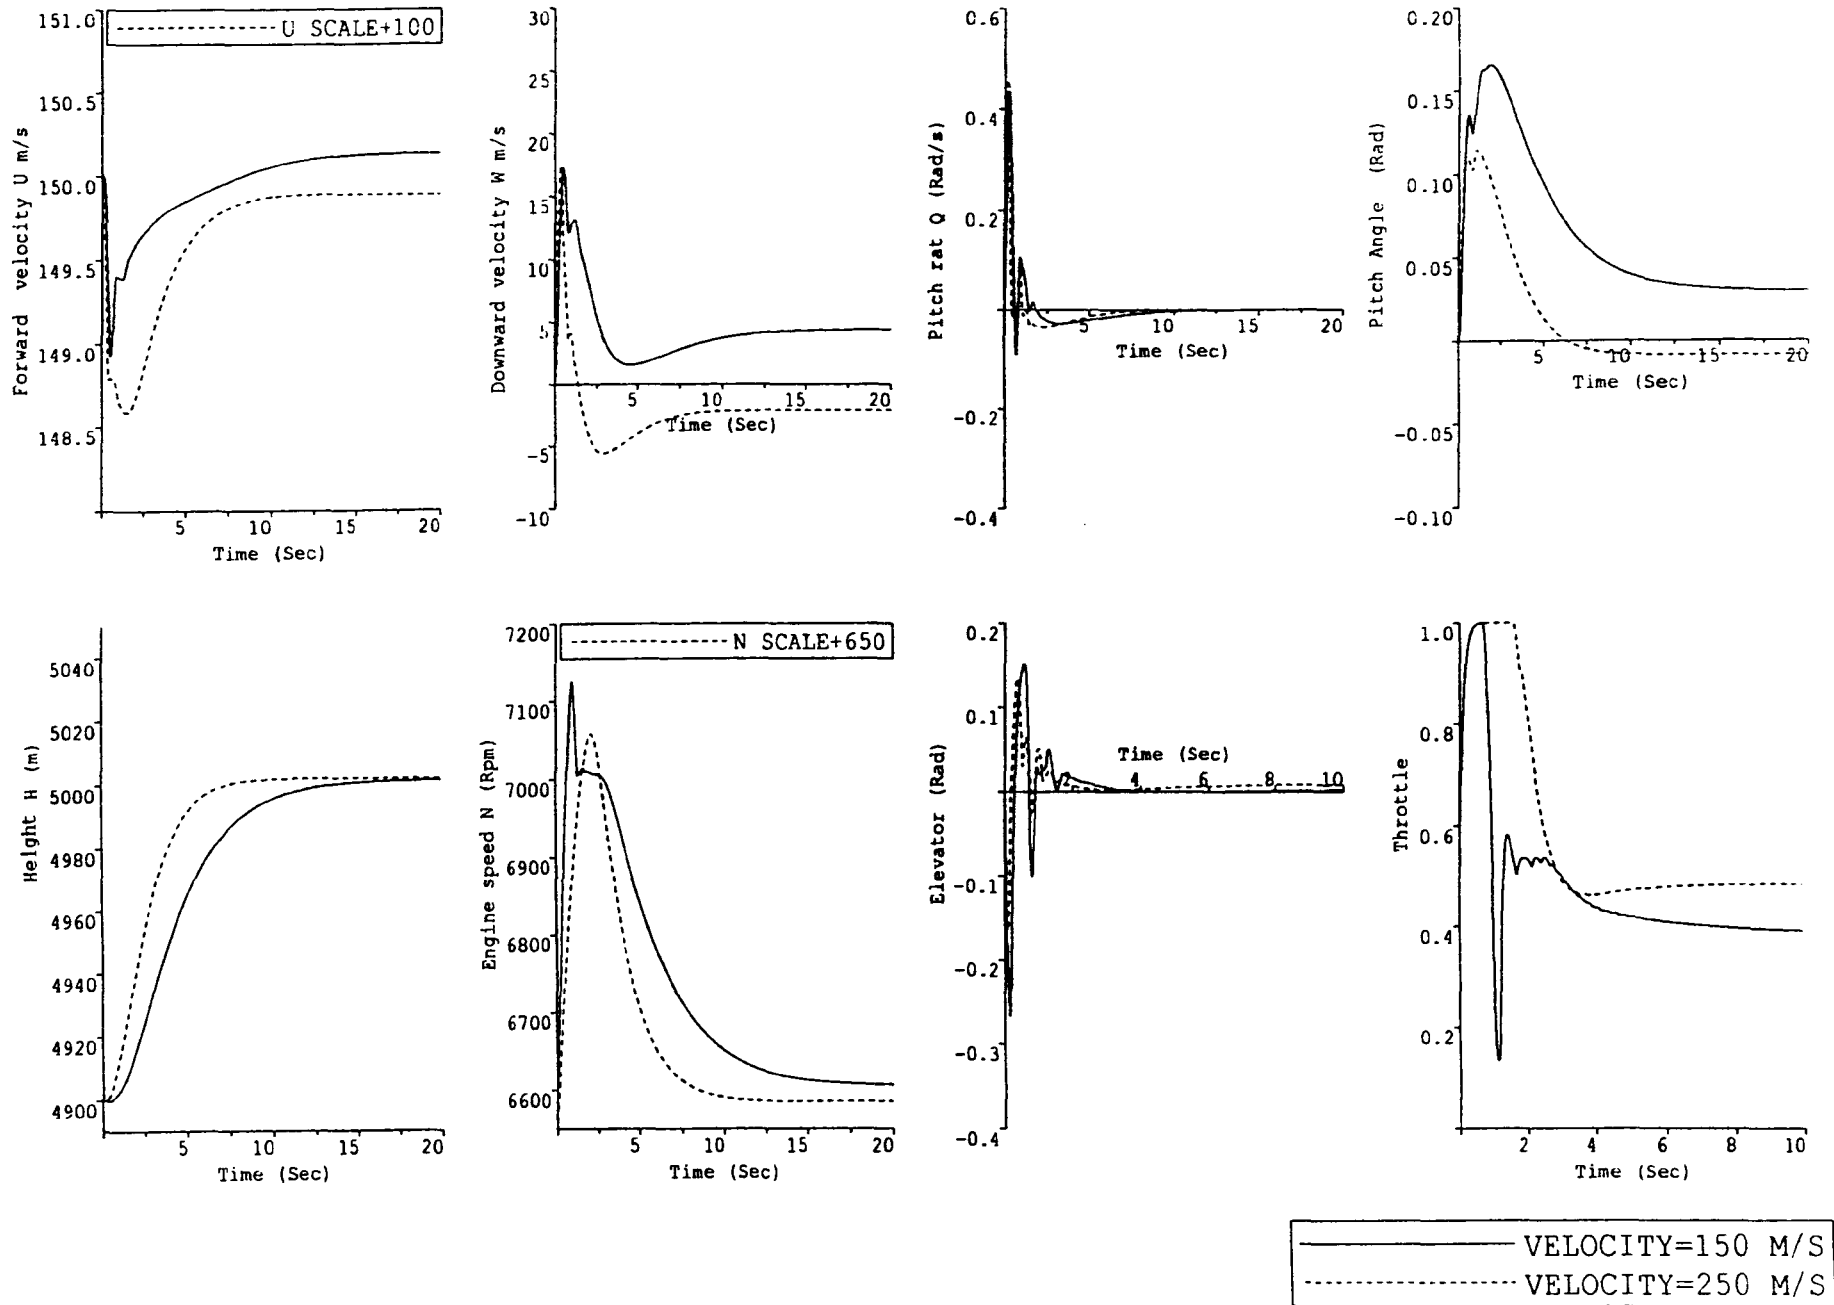 151.0
150.5
150.0
149.5
149.0
148.5
U SCALE+100
Forward velocity U m/s
5 10 15 20
Time (Sec)
30
25
20
15
10
5
-5
-10
Downward velocity W m/s
5 10 15 20
Time (Sec)
0.6
0.4
0.2
-0.2
-0.4
Pitch rat Q (Rad/s)
5 10 15 20
Time (Sec)
0.20
0.15
0.10
0.05
-0.05
-0.10
Pitch Angle (Rad)
5 10 15 20
Time (Sec)
5040
5020
5000
4980
4960
4940
4920
4900
Height H (m)
5 10 15 20
Time (Sec)
7200
7100
7000
6900
6800
6700
6600
N SCALE+650
Engine speed N (Rpm)
5 10 15 20
Time (Sec)
0.2
0.1
-0.1
-0.2
-0.3
-0.4
Elevator (Rad)
Time (Sec)
2 4 6 8 10
1.0
0.8
0.6
0.4
0.2
Throttle
2 4 6 8 10
Time (Sec)
VELOCITY=150 M/S
VELOCITY=250 M/S